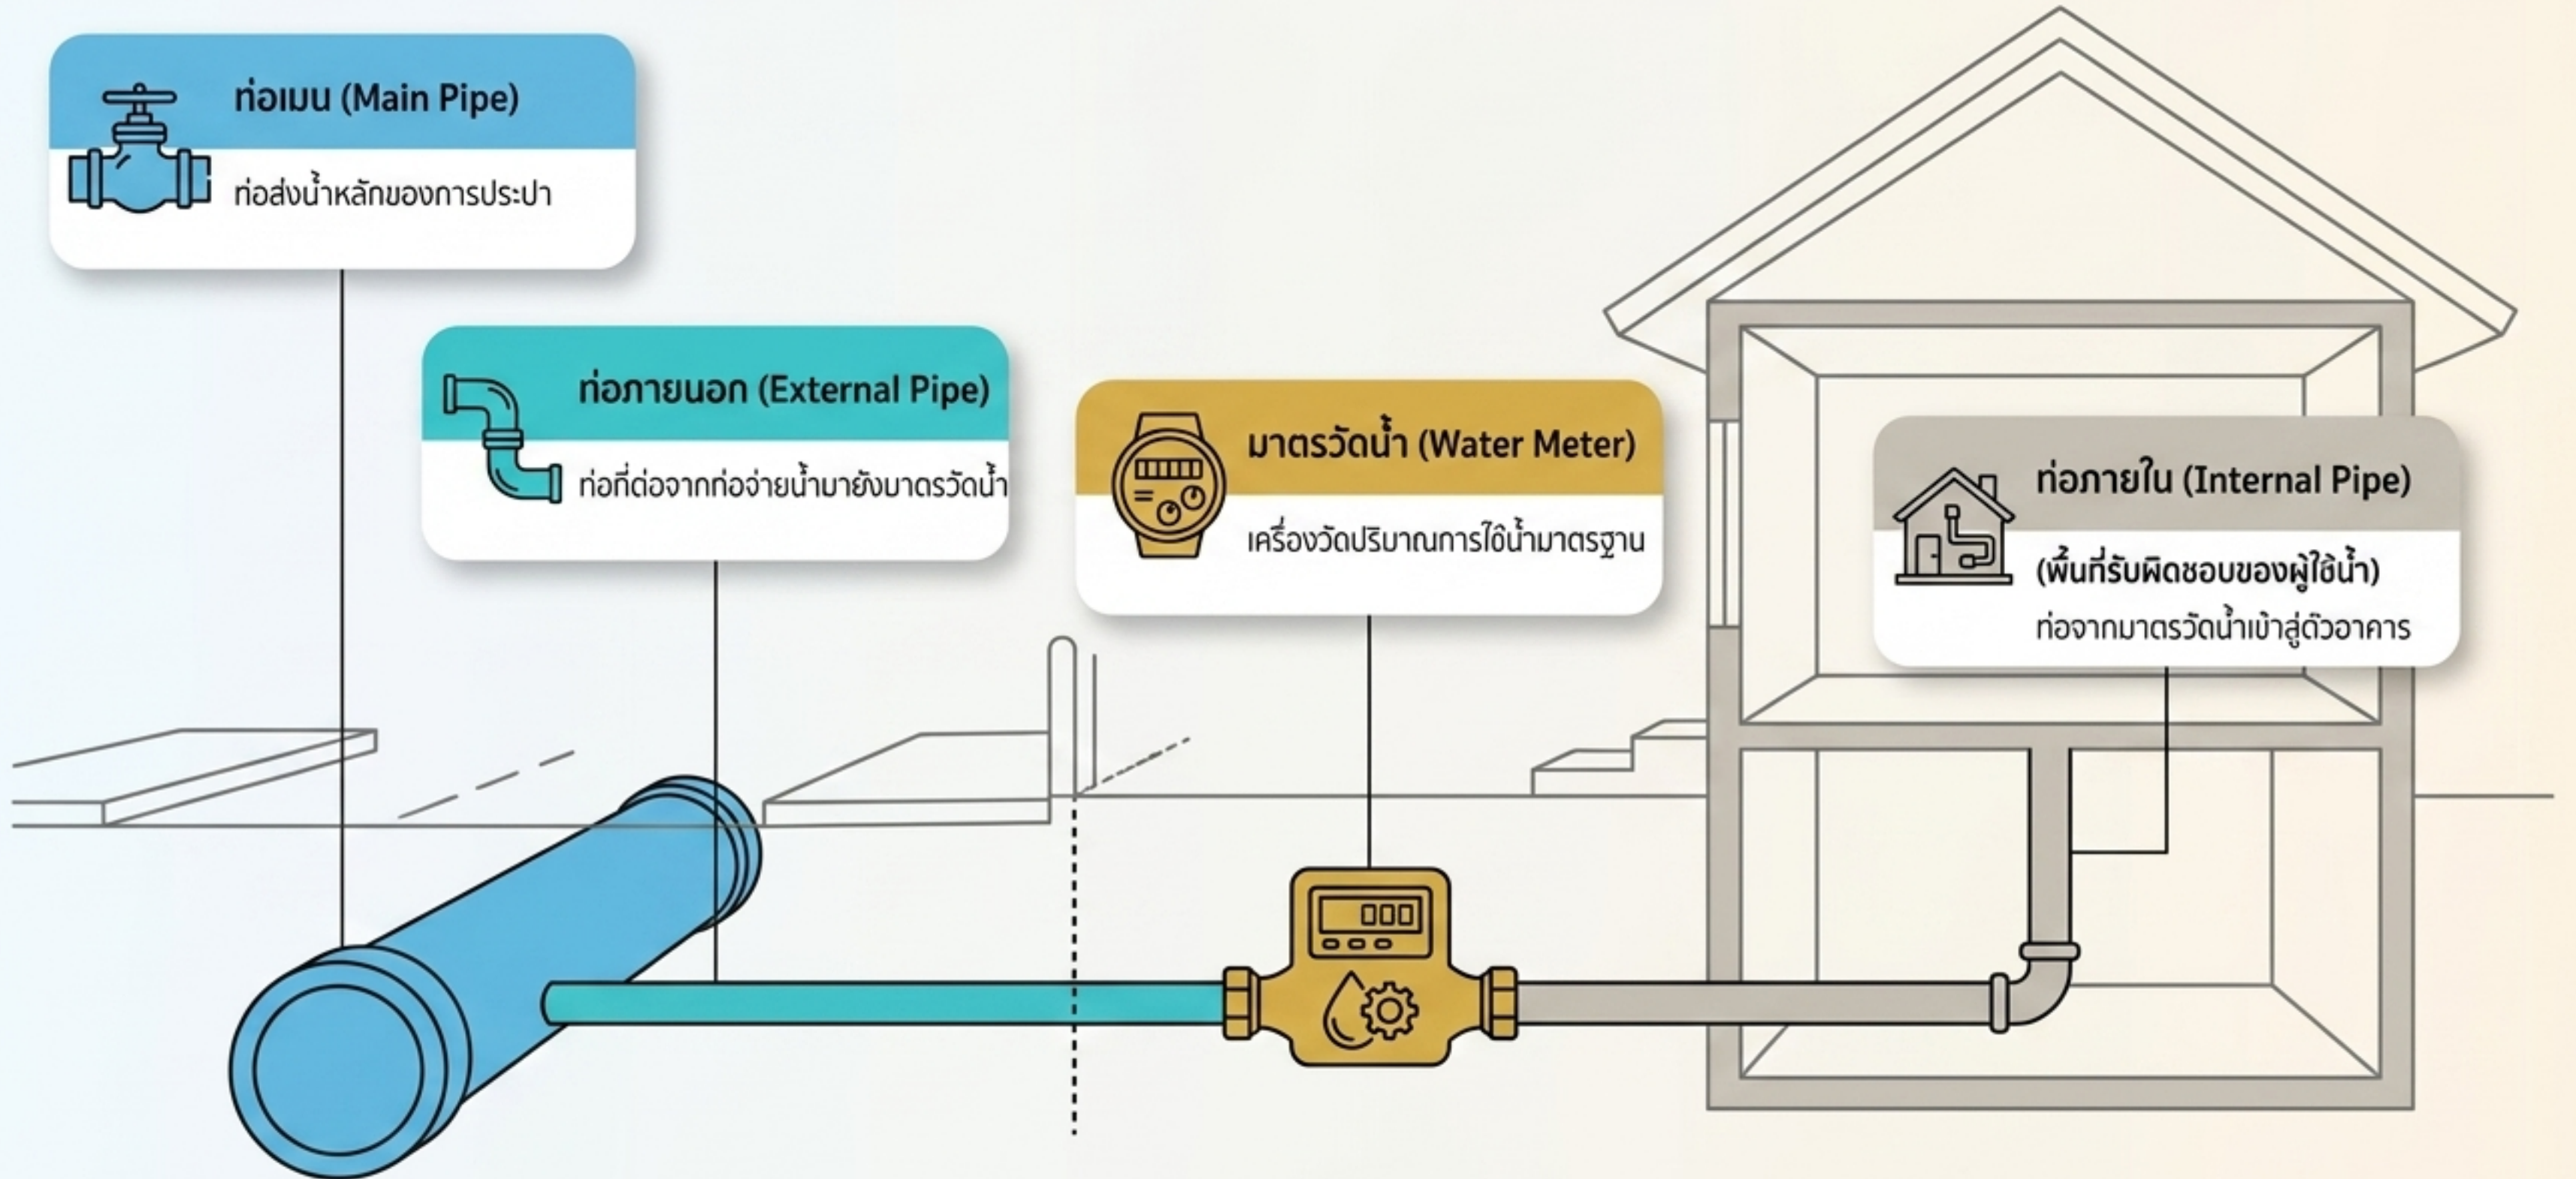 ท่อเมน (Main Pipe)
ท่อส่งน้ำหลักของการประปา
ท่อภายนอก (External Pipe)
ท่อที่ต่อจากท่อจ่ายน้ำมายังมาตรวัดน้ำ
มาตรวัดน้ำ (Water Meter)
เครื่องวัดปริมาณการใช้น้ำมาตรฐาน
ท่อภายใน (Internal Pipe)
(พื้นที่รับผิดชอบของผู้ใช้น้ำ)
ท่อจากมาตรวัดน้ำเข้าสู่ตัวอาคาร
000